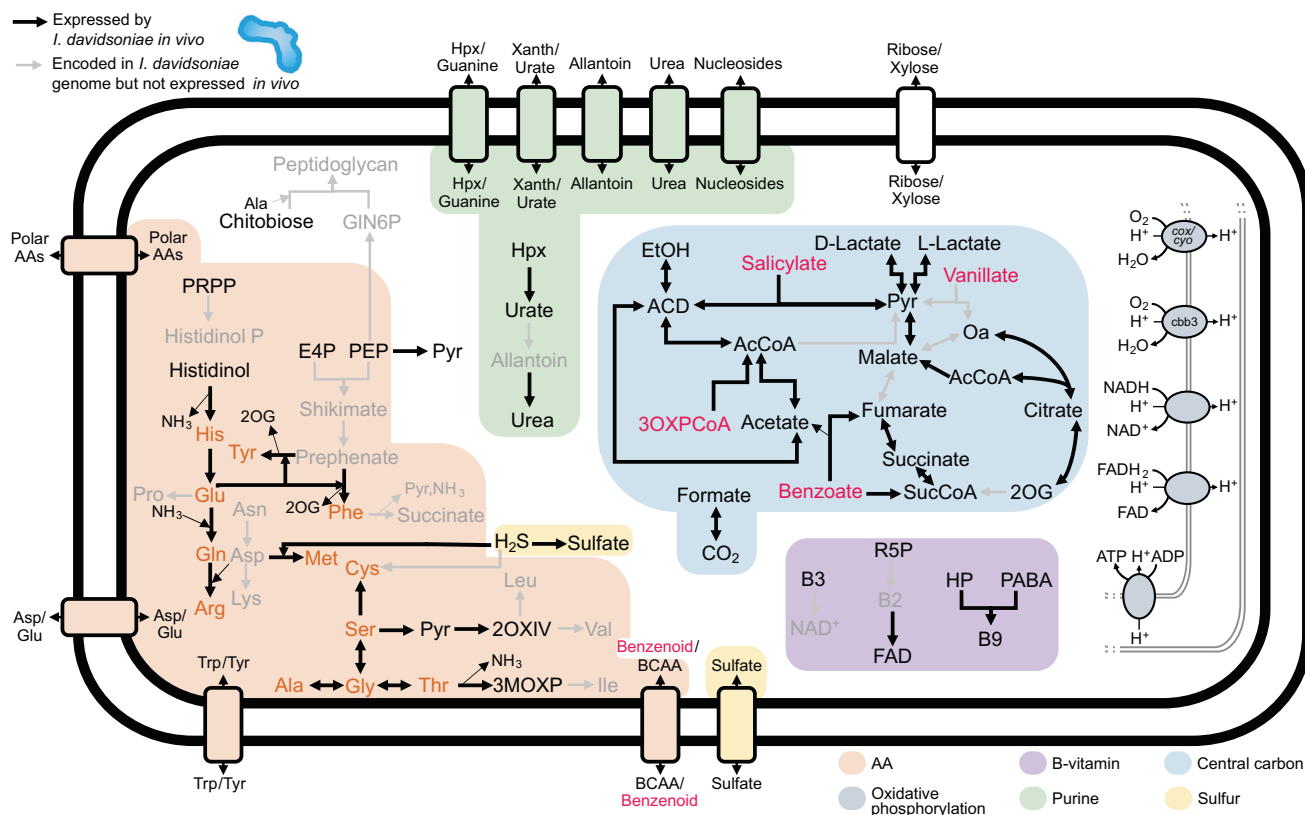 Expressed by
I. davidsoniae in vivo
Encoded in I. davidsoniae
genome but not expressed in vivo
Hpx/
Guanine
Xanth/
Urate
Allantoin
Urea
Nucleosides
Ribose/
Xylose
Hpx/
Guanine
Xanth/
Urate
Allantoin
Urea
Nucleosides
Ribose/
Xylose
Peptidoglycan
Ala
Chitobiose
GlN6P
Polar
AAs
Polar
AAs
PRPP
Histidinol P
Histidinol
E4P
PEP
Pyr
NH3
2OG
Shikimate
His
Tyr
Prephenate
Pro
Glu
NH3
Asn
2OG
Phe
Pyr,NH3
Succinate
Gln
Asp
Met
H2S
Sulfate
Cys
Arg
Lys
Leu
Asp/
Glu
Asp/
Glu
Ser
Pyr
2OXIV
Val
Trp/Tyr
NH3
Ala
Gly
Thr
3MOXP
Ile
Benzenoid/
BCAA
Sulfate
Trp/Tyr
BCAA/
Benzenoid
Sulfate
Hpx
Urate
Allantoin
Urea
EtOH
D-Lactate
L-Lactate
Salicylate
Vanillate
ACD
Pyr
Oa
AcCoA
Malate
AcCoA
3OXPCoA
Acetate
Fumarate
Citrate
Succinate
Benzoate
SucCoA
2OG
Formate
CO2
R5P
B3
B2
HP
PABA
NAD+
FAD
B9
O2
H+
H2O
cox/
cyo
H+
O2
H+
H2O
cbb3
H+
NADH
H+
NAD+
H+
FADH2
H+
FAD
H+
ATP
H+
ADP
H+
AA
B-vitamin
Central carbon
Oxidative
phosphorylation
Purine
Sulfur